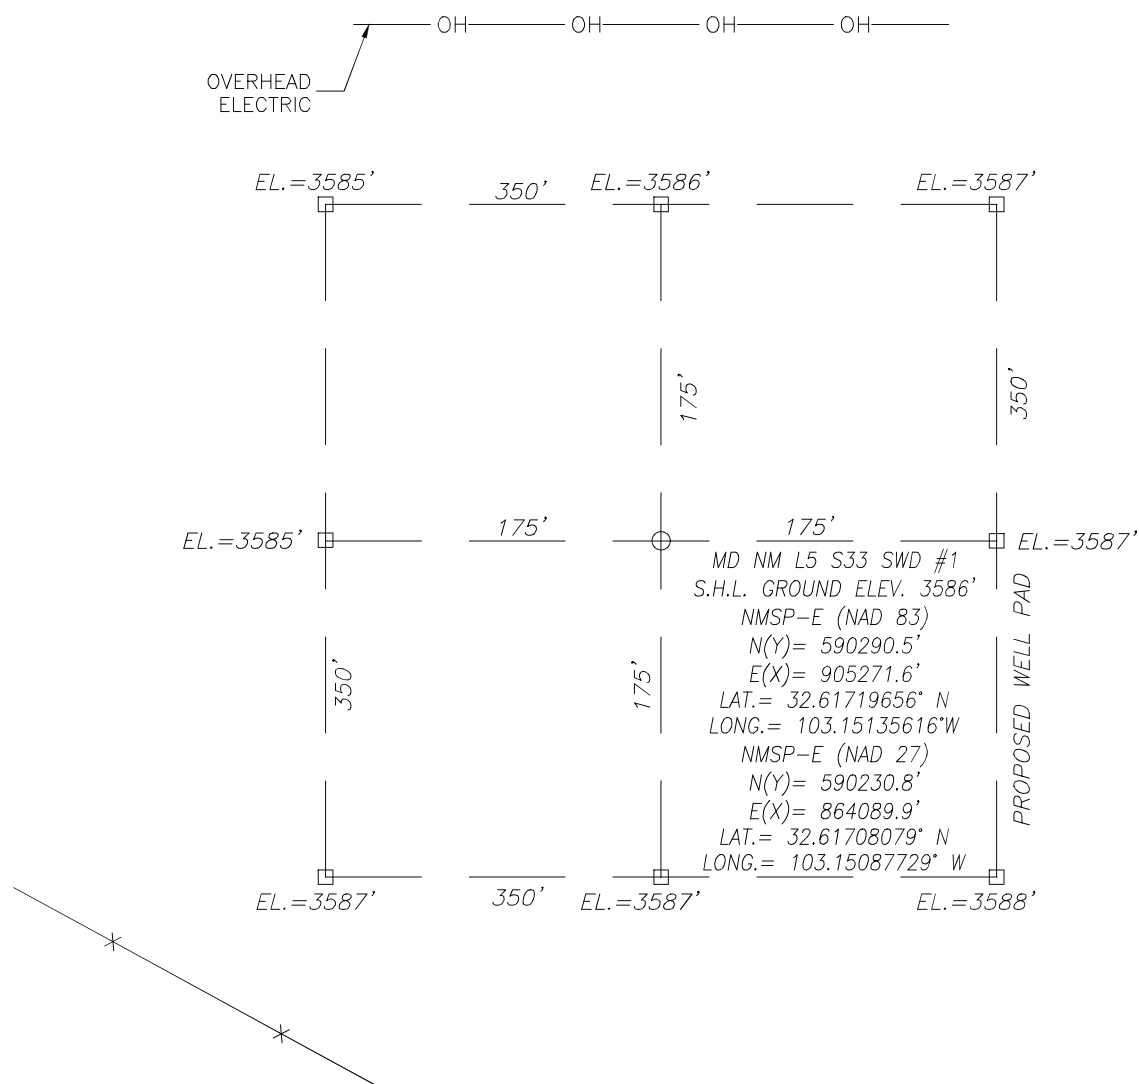 OH OH OH OH
OVERHEAD
ELECTRIC
EL.=3585' 350' EL.=3586' EL.=3587'
175'
350'
EL.=3585' 175' 175' EL.=3587'
MD NM L5 S33 SWD #1
S.H.L. GROUND ELEV. 3586'
NMSP-E (NAD 83)
N(Y)= 590290.5'
E(X)= 905271.6'
LAT.= 32.61719656° N
LONG.= 103.15135616°W
NMSP-E (NAD 27)
N(Y)= 590230.8'
E(X)= 864089.9'
LAT.= 32.61708079° N
LONG.= 103.15087729° W
350'
175'
PROPOSED WELL PAD
EL.=3587' 350' EL.=3587' EL.=3588'